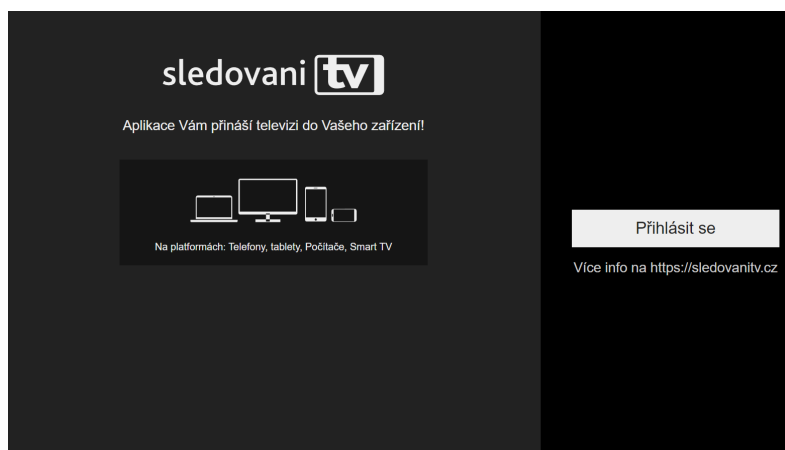 sledovani tv
Aplikace Vám přináší televizi do Vašeho zařízení!
Na platformách: Telefony, tablety, Počítače, Smart TV
Přihlásit se
Více info na https://sledovanitv.cz